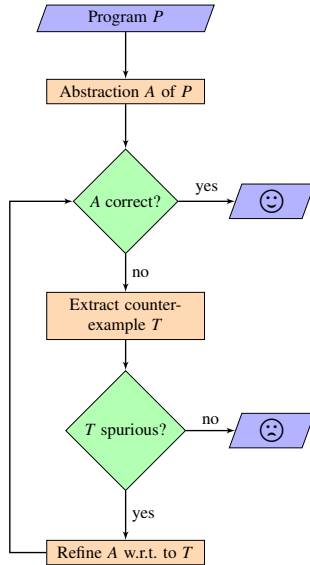 Program P
Abstraction A of P
A correct?
yes
no
Extract counter-
example T
T spurious?
no
yes
Refine A w.r.t. to T